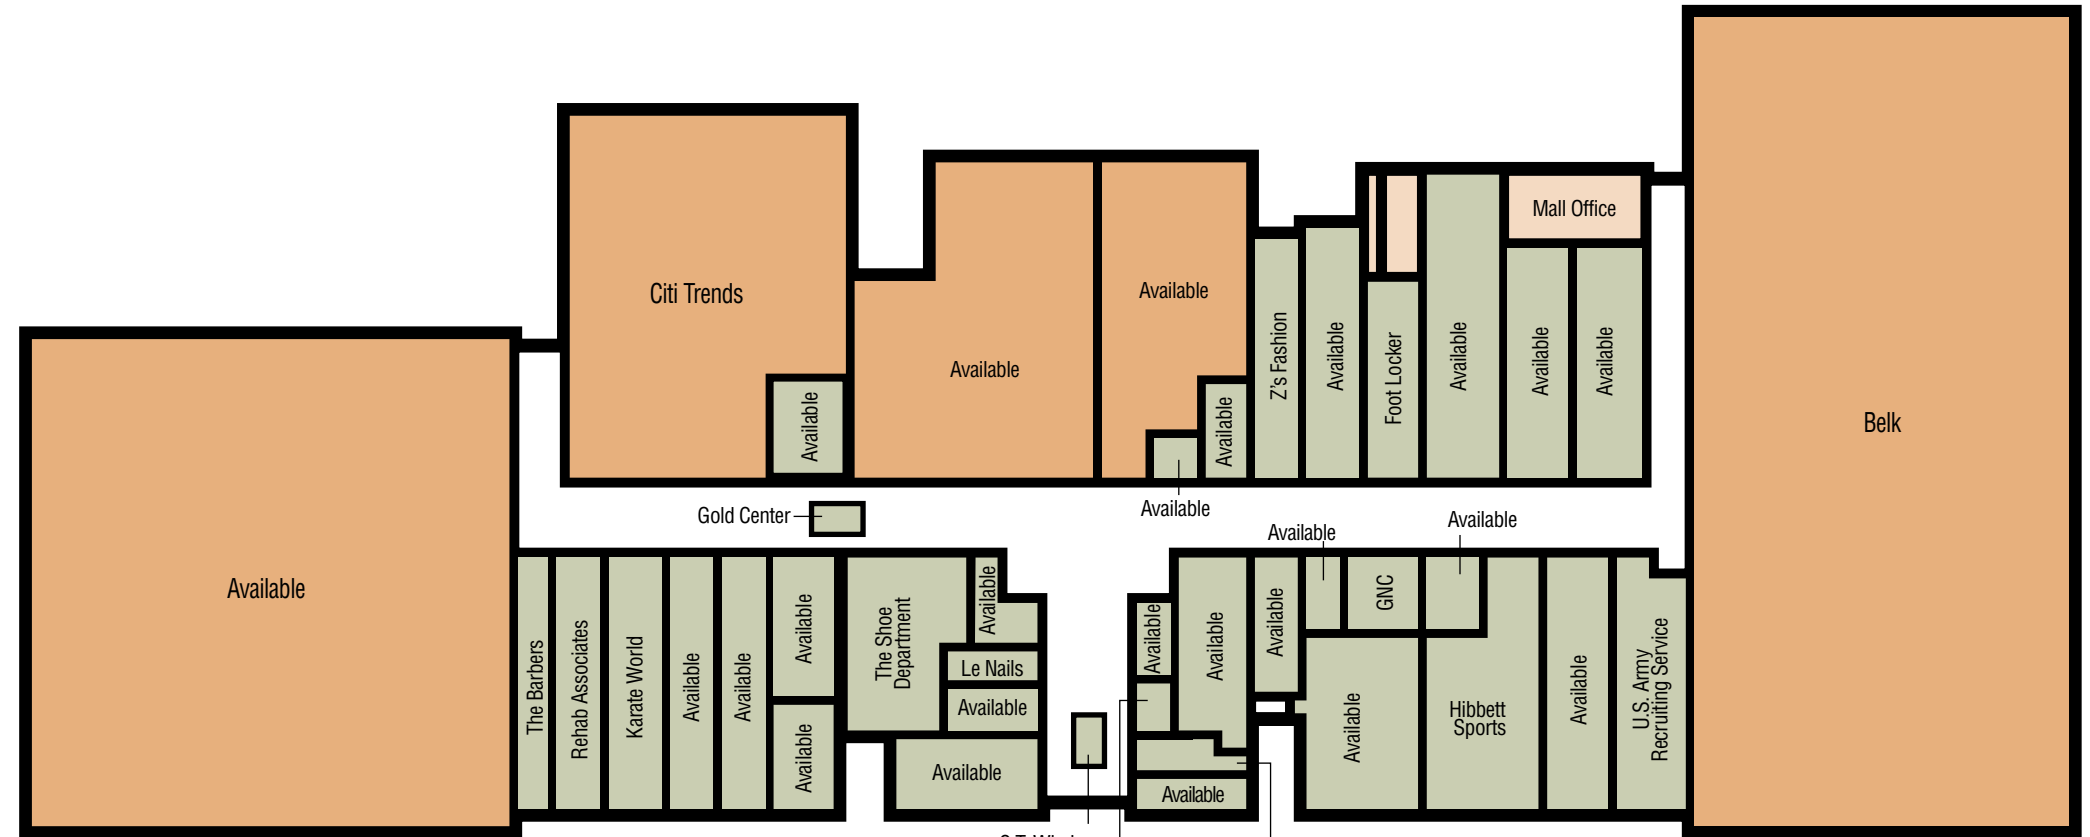 Mall Office
Citi Trends
Available
Available
Z's Fashion
Available
Foot Locker
Available
Available
Available
Available
Available
Belk
Available
Gold Center
Available
Available
Available
Available
The Barbers
Rehab Associates
Karate World
Available
Available
Available
Available
The Shoe
Department
Available
Le Nails
Available
Available
Available
Available
Available
Available
GNC
Available
Hibbett
Sports
Available
U.S. Army
Recruiting Service